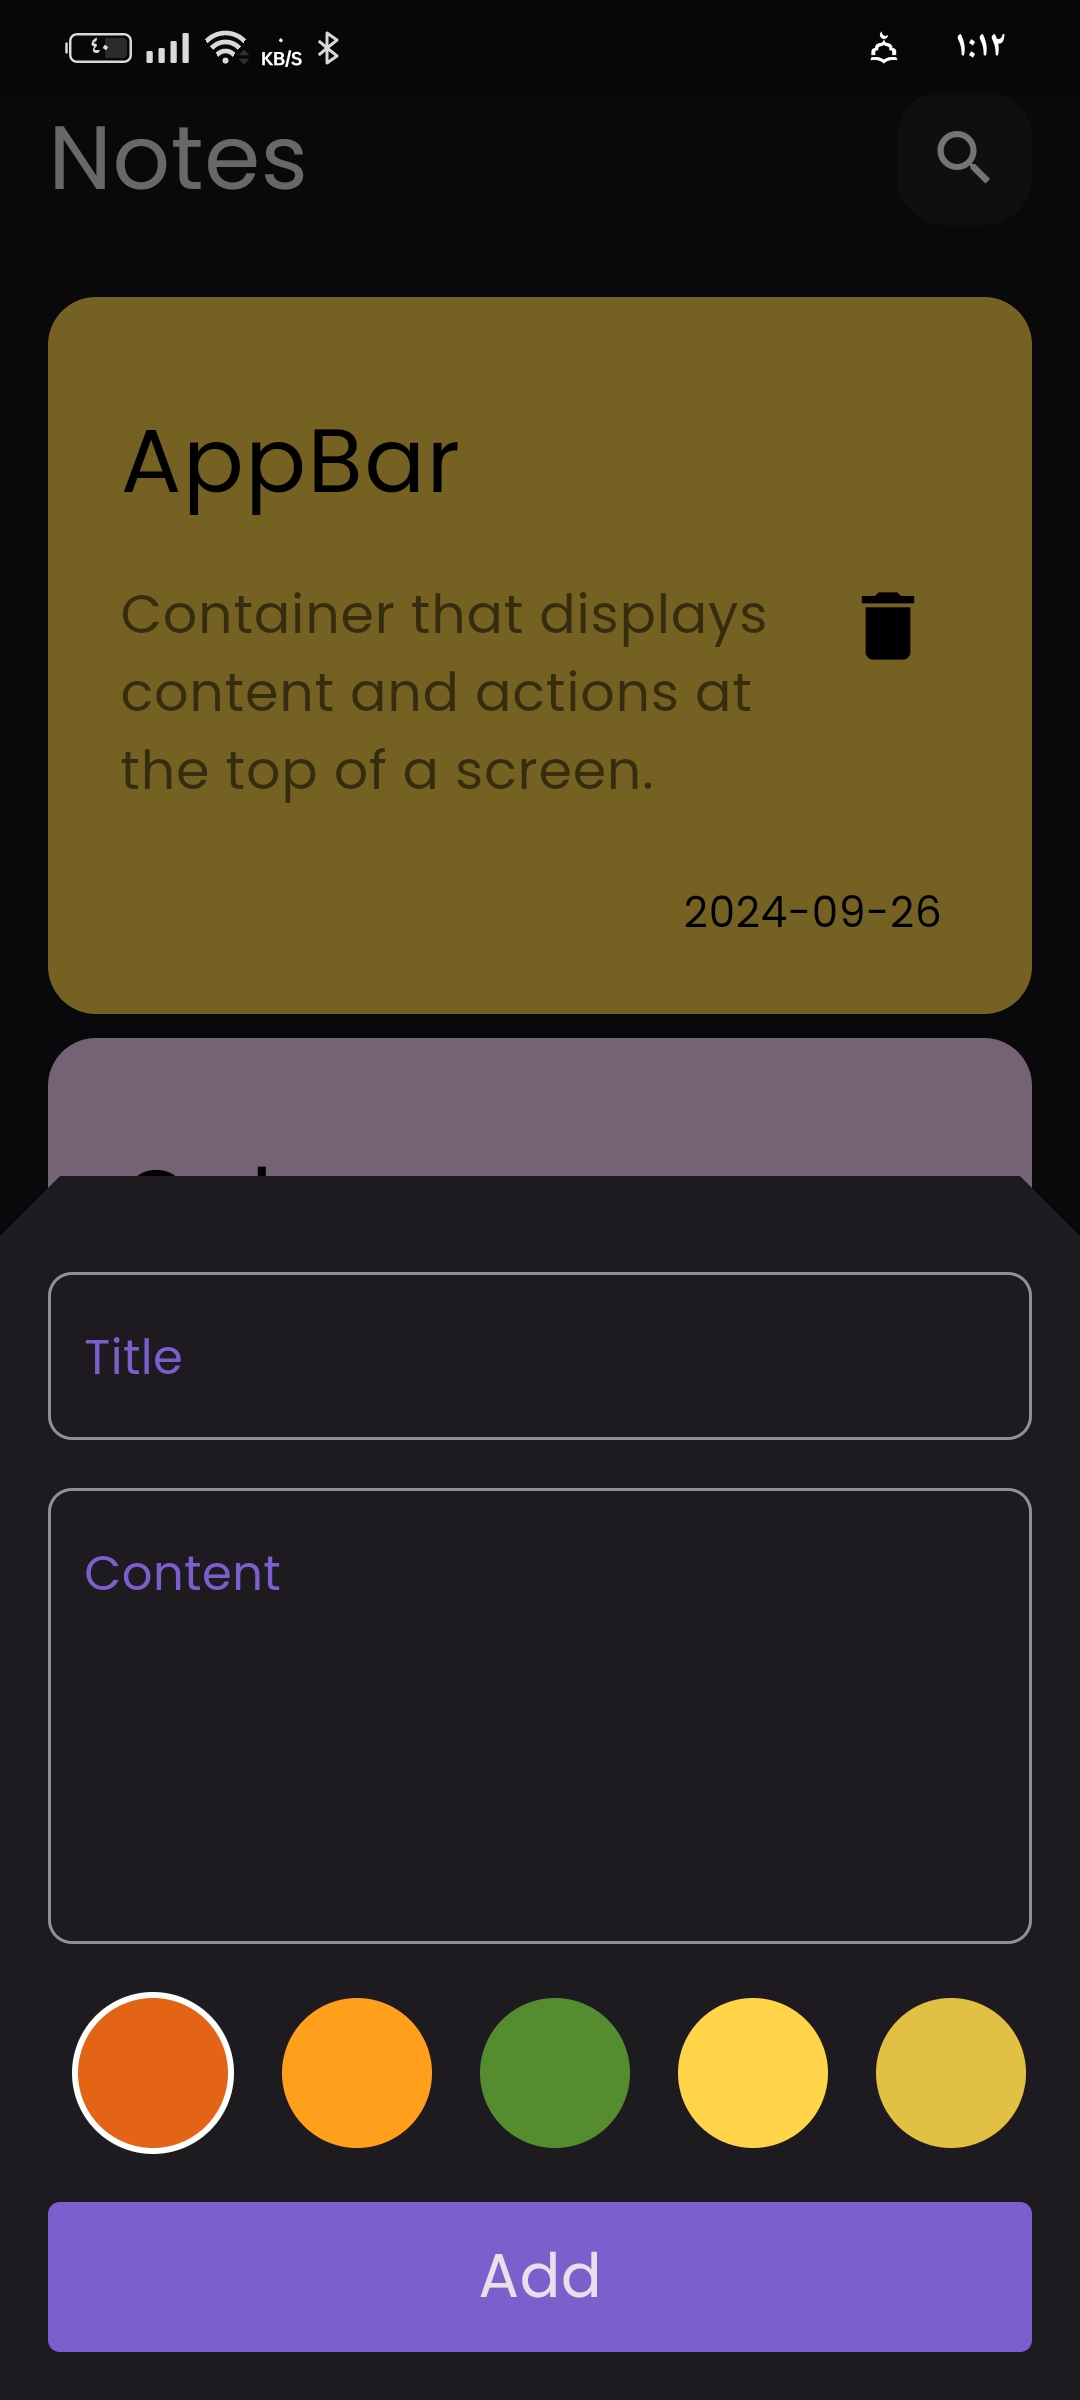 ٤٠
KB/S
١:١٢
Notes
AppBar
Container that displays
content and actions at
the top of a screen.
2024-09-26
Title
Content
Add